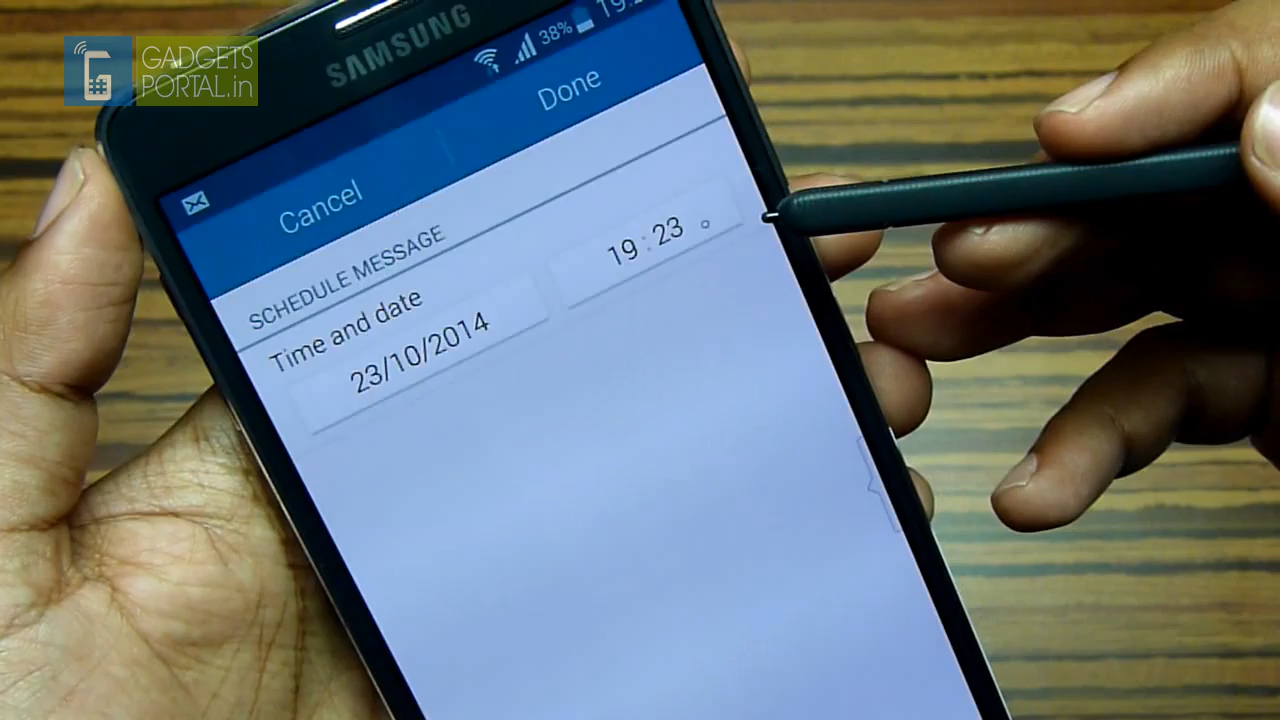 GADGETS
PORTAL.in
SAMSUNG
38%
Cancel
Done
SCHEDULE MESSAGE
Time and date
23/10/2014
19:23